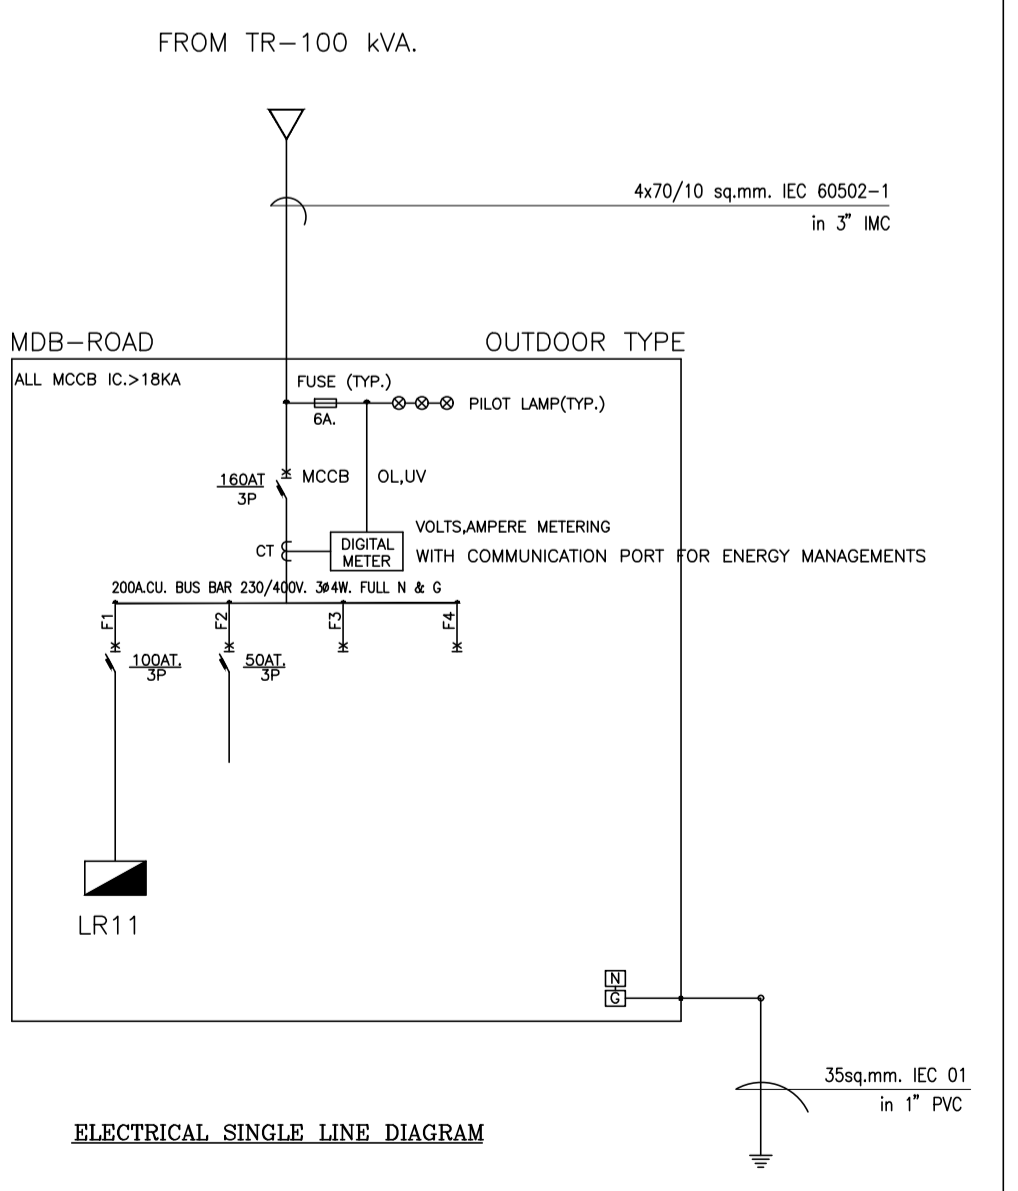 FROM TR-100 kVA.
4x70/10 sq.mm. IEC 60502-1
in 3" IMC
MDB-ROAD
OUTDOOR TYPE
ALL MCCB IC.>18KA
FUSE (TYP.)
PILOT LAMP(TYP.)
6A.
160AT
3P
MCCB
OL,UV
CT
DIGITAL
METER
VOLTS,AMPERE METERING
WITH COMMUNICATION PORT FOR ENERGY MANAGEMENTS
200A.CU. BUS BAR 230/400V. 3ø4W. FULL N & G
F1
F2
F3
F4
100AT.
3P
50AT.
3P
LR11
N
G
35sq.mm. IEC 01
in 1" PVC
ELECTRICAL SINGLE LINE DIAGRAM